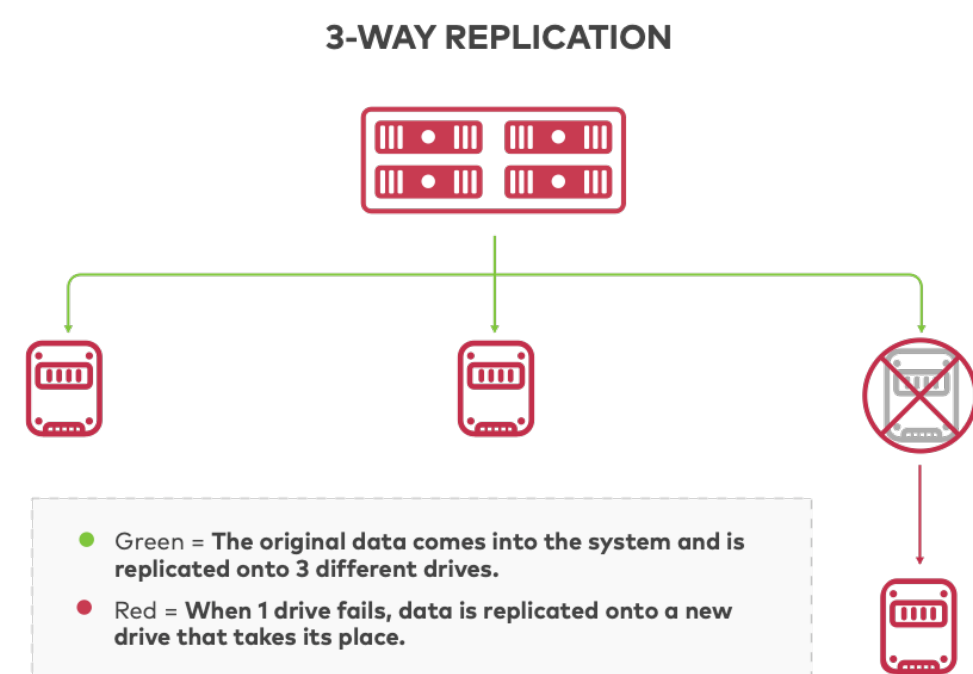 3-WAY REPLICATION
Green = The original data comes into the system and is
replicated onto 3 different drives.
Red = When 1 drive fails, data is replicated onto a new
drive that takes its place.